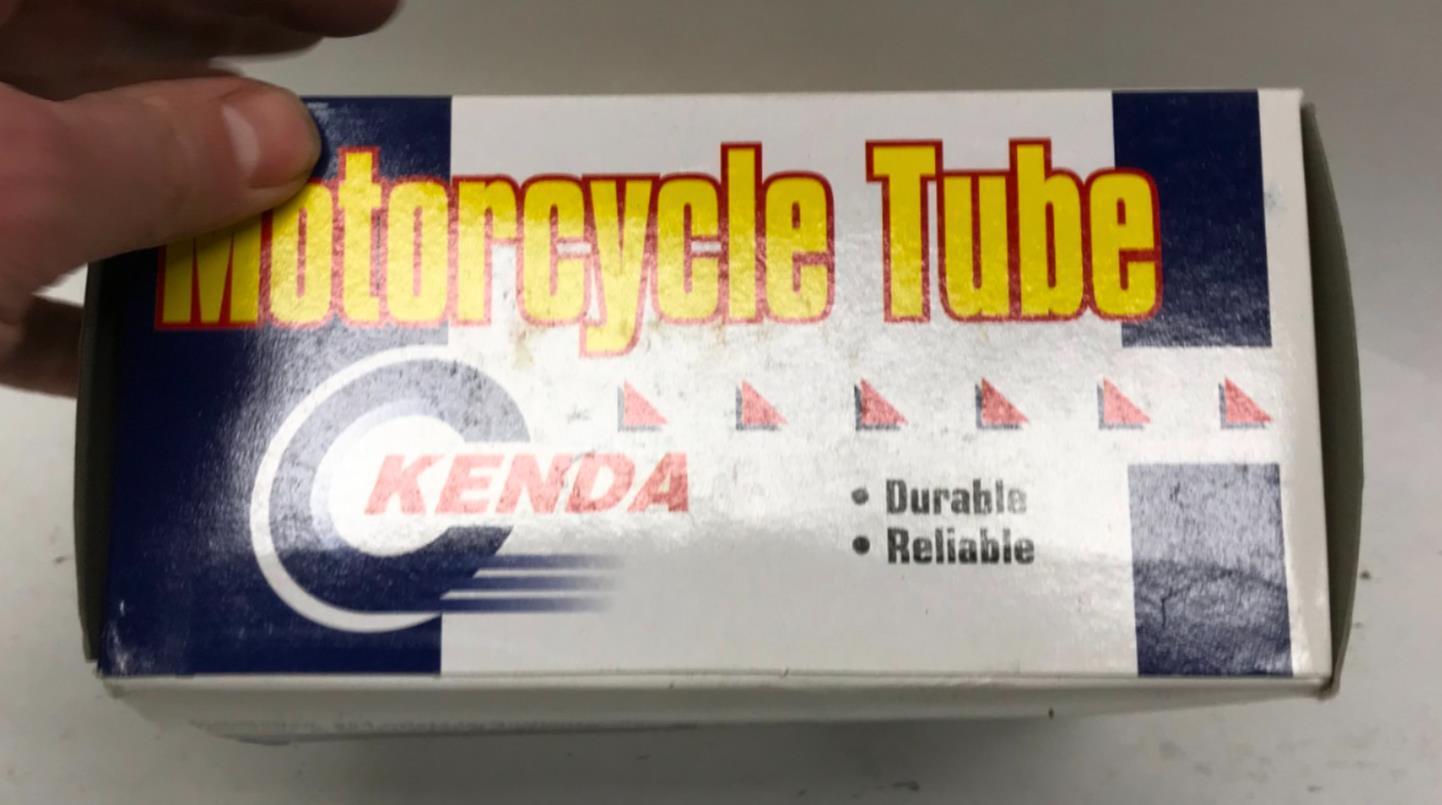 Motorcycle Tube
KENDA
• Durable
• Reliable